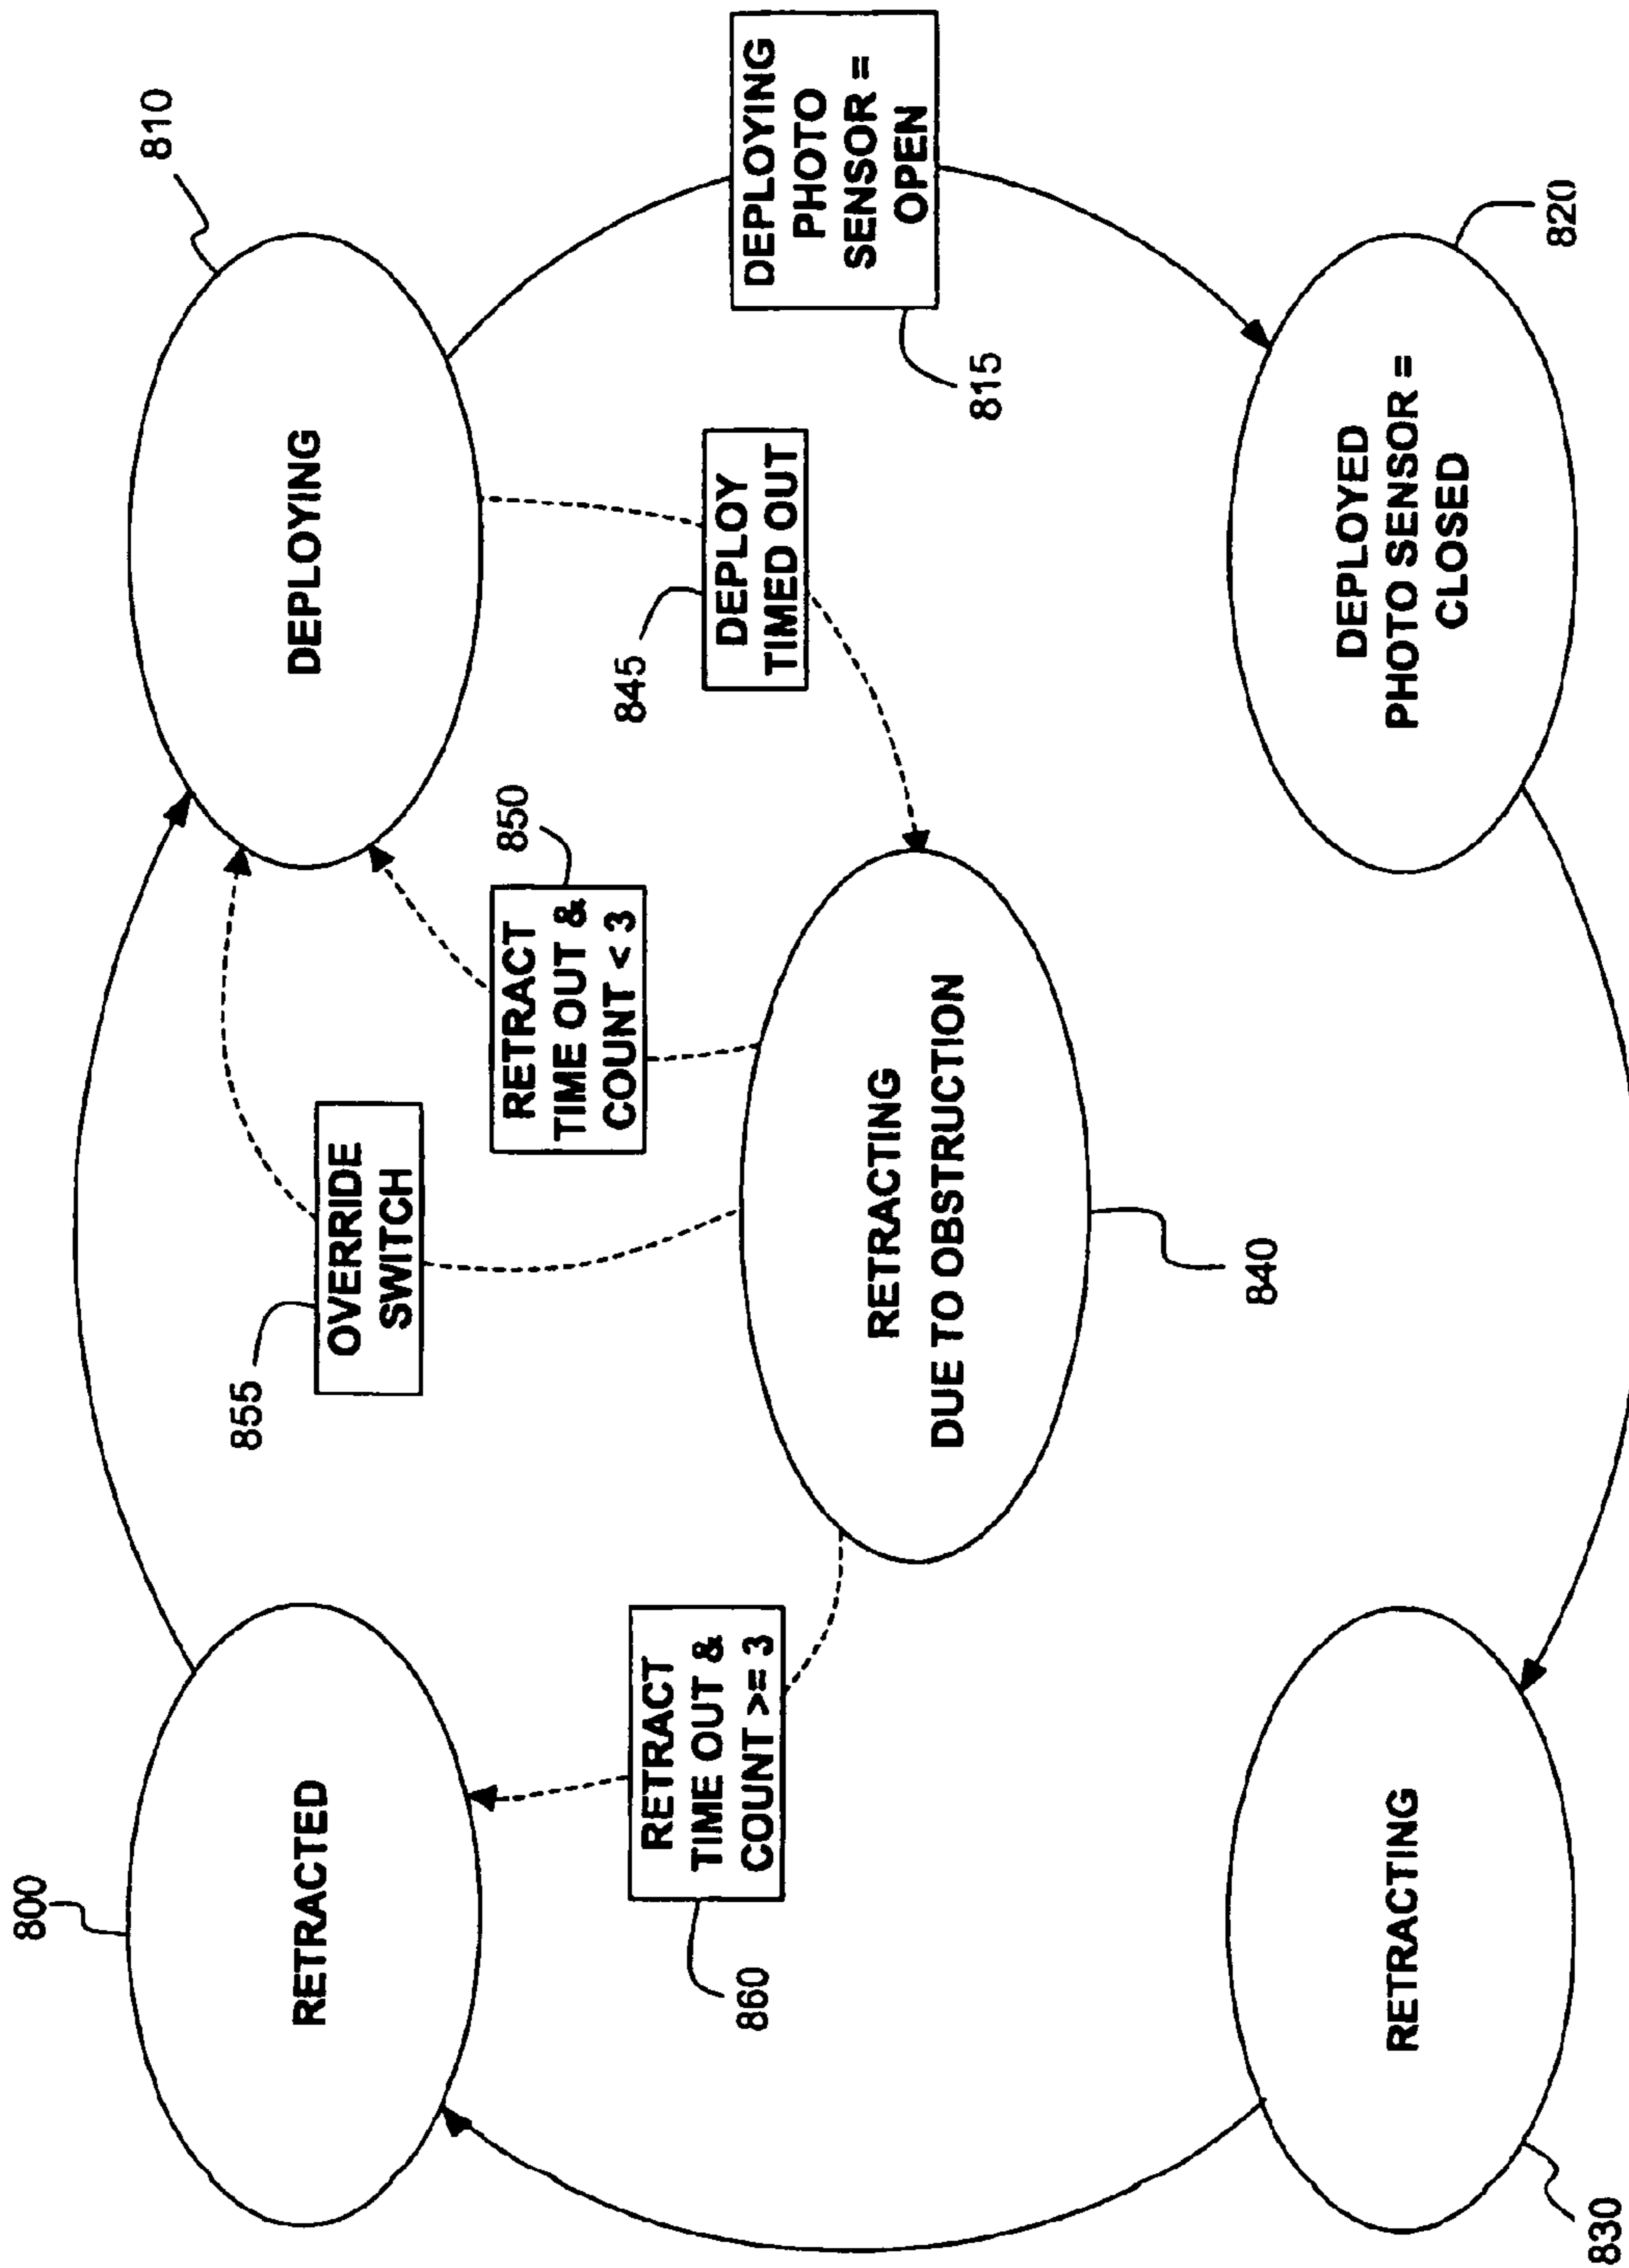 800
RETRACTED
810
DEPLOYING
855
OVERRIDE
SWITCH
850
RETRACT
TIME OUT &
COUNT < 3
860
RETRACT
TIME OUT &
COUNT >= 3
845
DEPLOY
TIMED OUT
815
DEPLOYING
PHOTO
SENSOR =
OPEN
RETRACTING
DUE TO OBSTRUCTION
840
830
RETRACTING
820
DEPLOYED
PHOTO SENSOR =
CLOSED